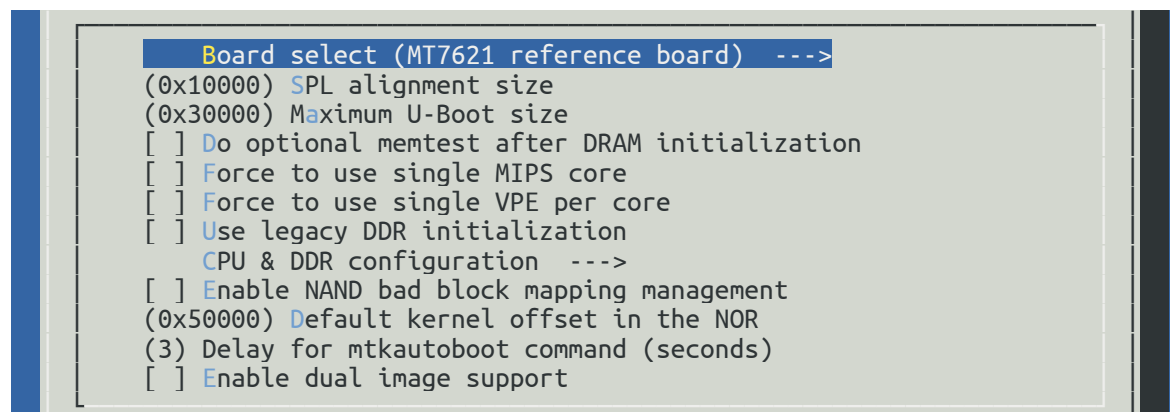 Board select (MT7621 reference board)  --->
(0x10000) SPL alignment size
(0x30000) Maximum U-Boot size
[ ] Do optional memtest after DRAM initialization
[ ] Force to use single MIPS core
[ ] Force to use single VPE per core
[ ] Use legacy DDR initialization
CPU & DDR configuration  --->
[ ] Enable NAND bad block mapping management
(0x50000) Default kernel offset in the NOR
(3) Delay for mtkautoboot command (seconds)
[ ] Enable dual image support